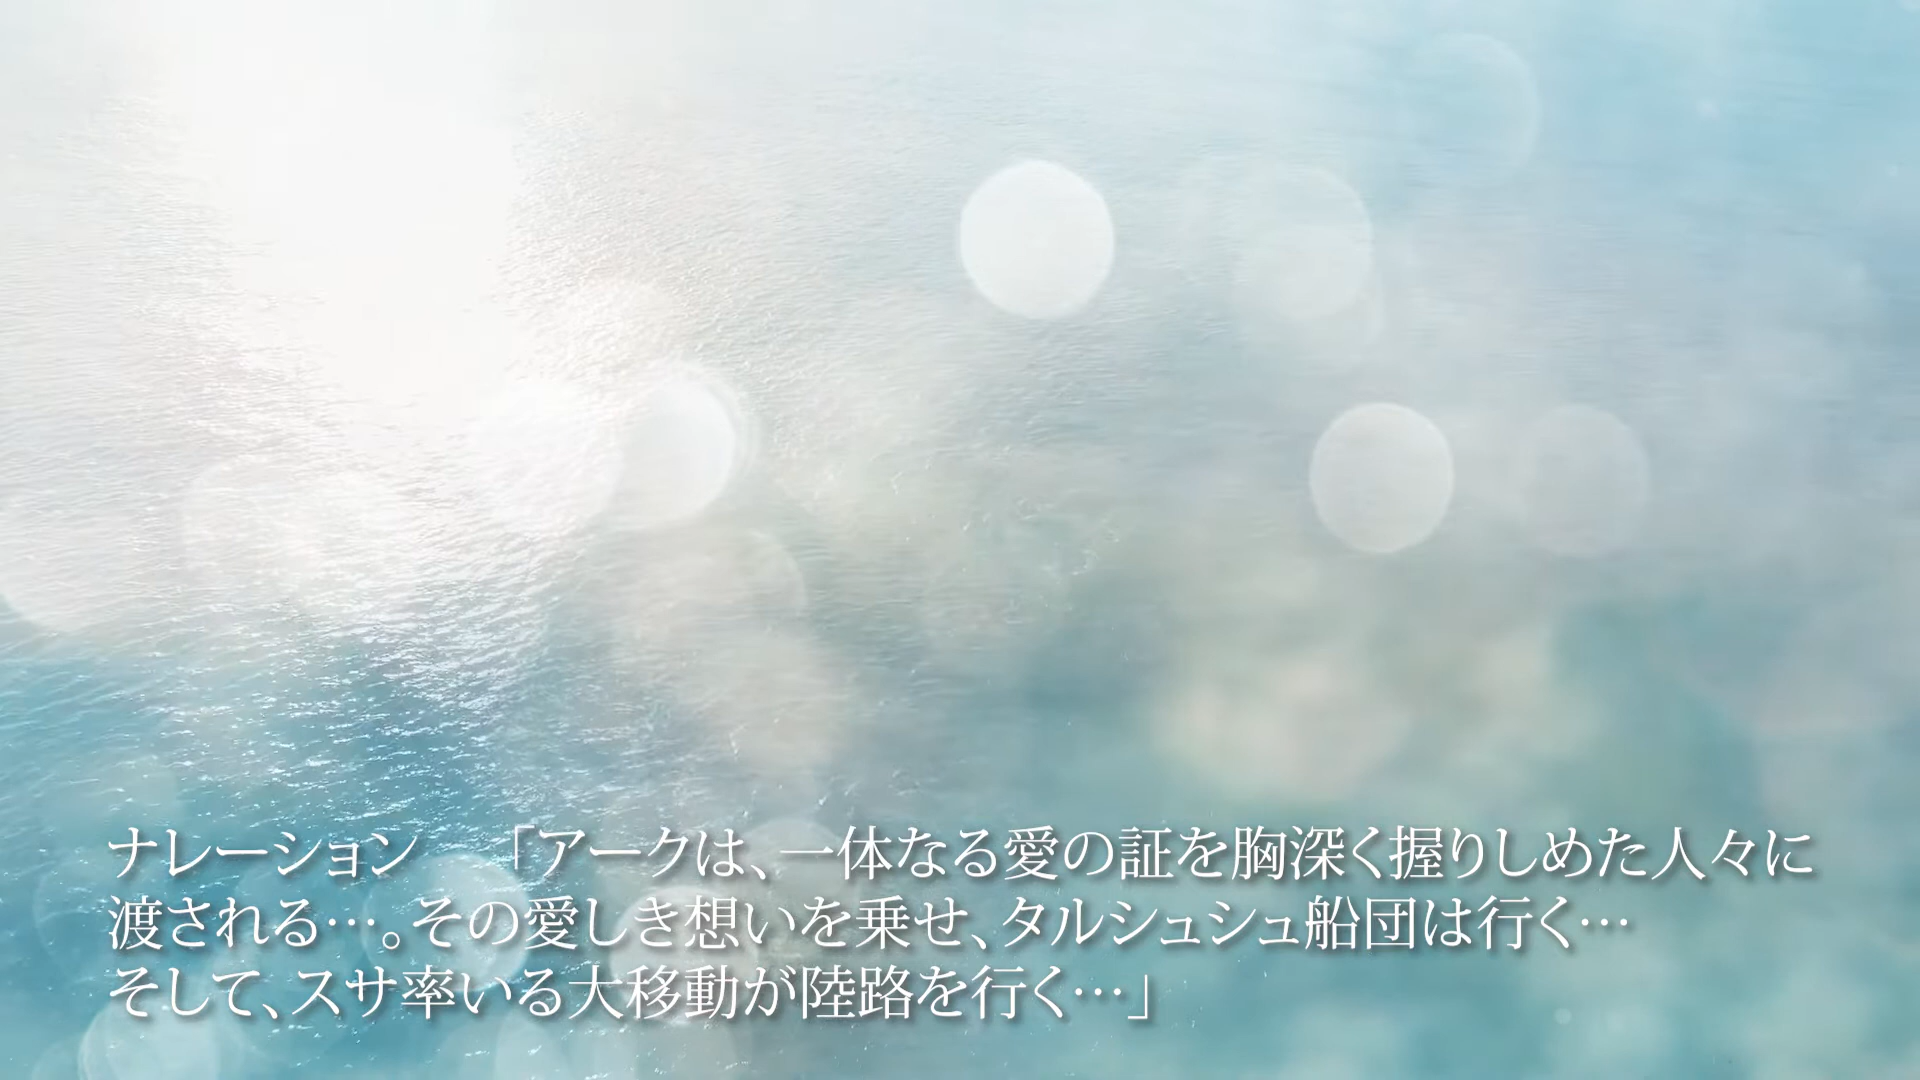 ナレーション　「アークは、一体なる愛の証を胸深く握りしめた人々に
渡される…。その愛しき想いを乗せ、タルシュシュ船団は行く…
そして、スサ率いる大移動が陸路を行く…」